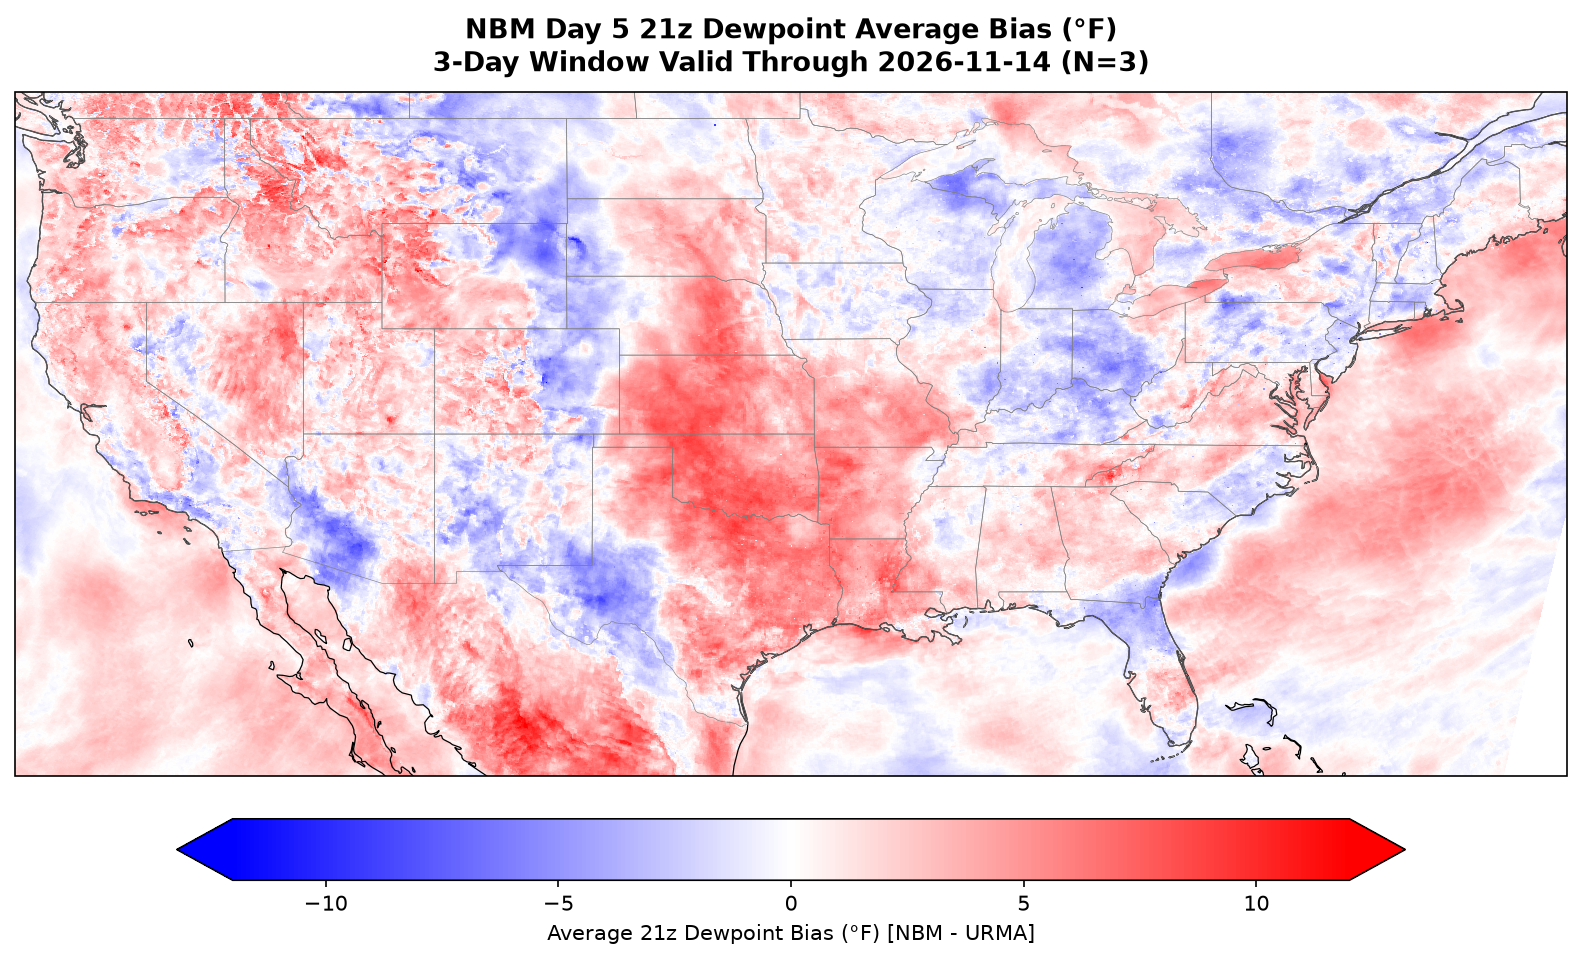 NBM Day 5 21z Dewpoint Average Bias (°F)
3-Day Window Valid Through 2026-11-14 (N=3)
−10 −5 0 5 10
Average 21z Dewpoint Bias (°F) [NBM - URMA]